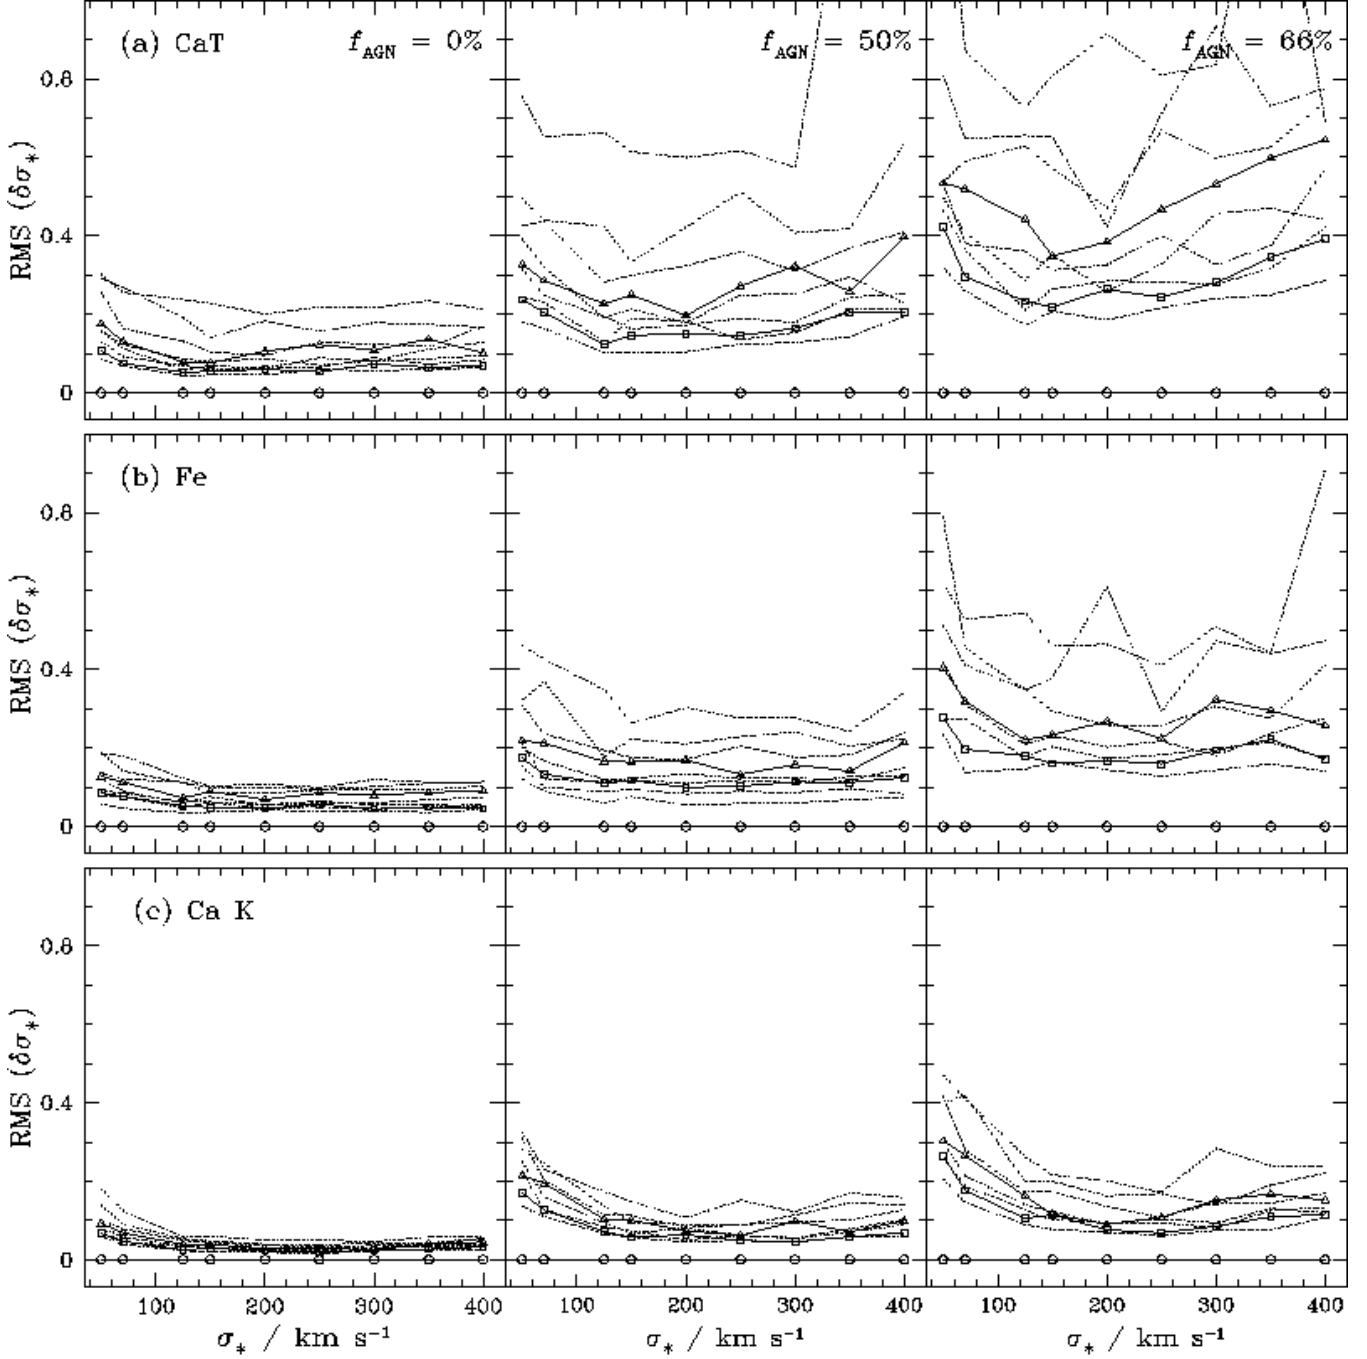 (a) CaT
f_AGN = 0%
f_AGN = 50%
f_AGN = 66%
0.8
0.4
0
RMS (δσ*)
(b) Fe
0.8
0.4
0
RMS (δσ*)
(c) Ca K
0.8
0.4
0
RMS (δσ*)
100 200 300 400 100 200 300 400 100 200 300 400
σ* / km s⁻¹ σ* / km s⁻¹ σ* / km s⁻¹